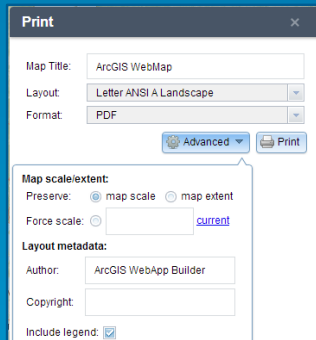 Print ×
Map Title: ArcGIS WebMap
Layout: Letter ANSI A Landscape
Format: PDF
Advanced Print
Map scale/extent:
Preserve: map scale map extent
Force scale: current
Layout metadata:
Author: ArcGIS WebApp Builder
Copyright:
Include legend: